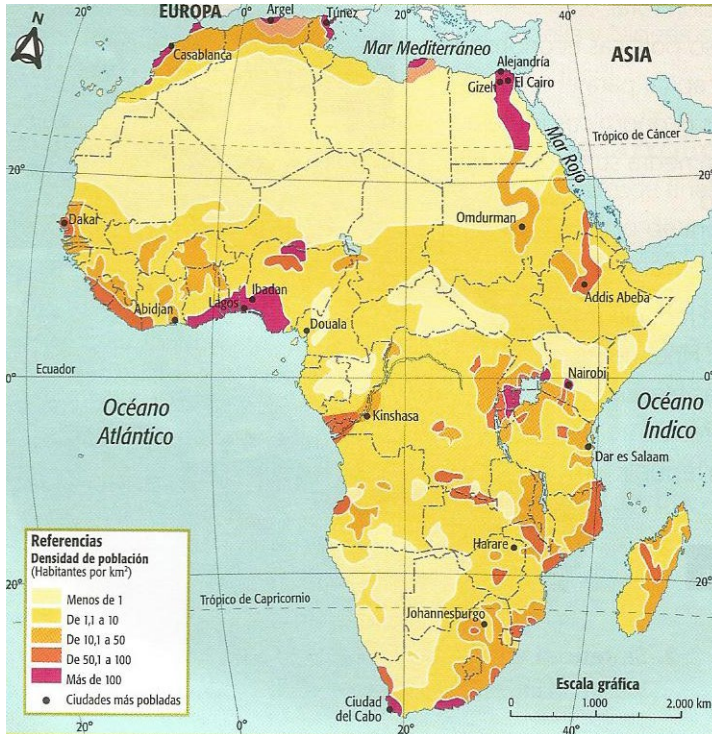 EUROPA
Argel
Túnez
N
Mar Mediterráneo
ASIA
Casablanca
Alejandría
Gizeh
El Cairo
Trópico de Cáncer
Mar Rojo
20°
20°
Dakar
Omdurman
Ibadan
Lagos
Abidjan
Addis Abeba
Douala
Ecuador
0°
0°
Nairobi
Océano
Atlántico
Kinshasa
Océano
Índico
Dar es Salaam
Harare
20°
20°
Trópico de Capricornio
Johannesburgo
Ciudad
del Cabo
Referencias
Densidad de población
(Habitantes por km²)
Menos de 1
De 1,1 a 10
De 10,1 a 50
De 50,1 a 100
Más de 100
Ciudades más pobladas
Escala gráfica
0
1.000
2.000 km
20°
0°
20°
40°
20°
0°
20°
40°